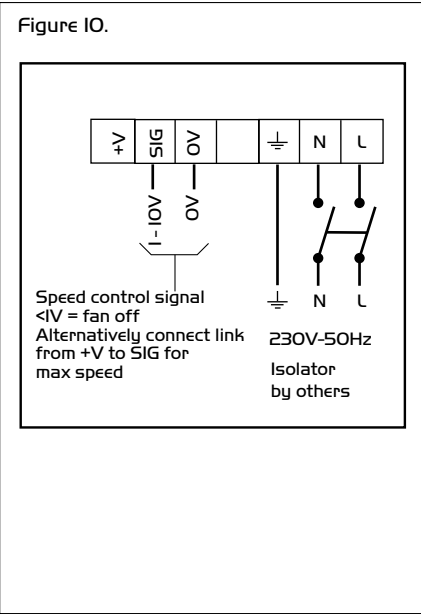 Figure 10.
+V SIG 0V N L
1-10V 0V
N L
Speed control signal
<1V = fan off
Alternatively connect link
from +V to SIG for
max speed
230V-50Hz
Isolator
by others